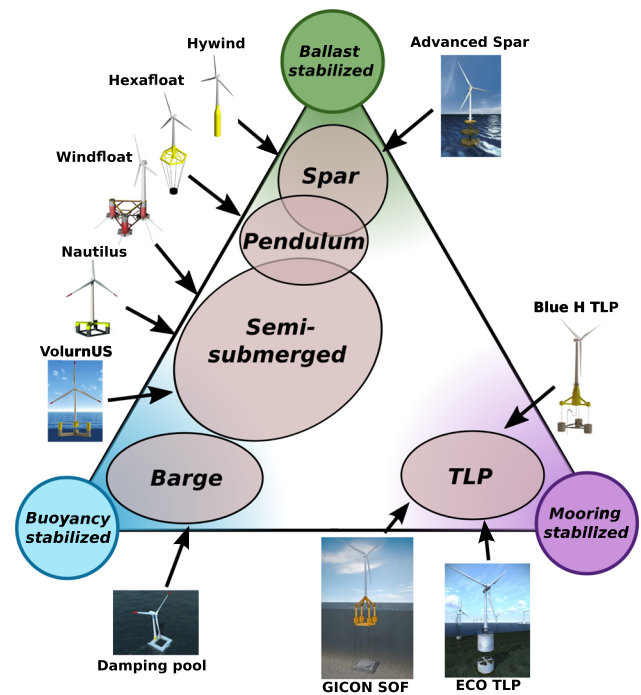 Hywind
Ballast
stabilized
Advanced Spar
Hexafloat
Windfloat
Spar
Pendulum
Nautilus
Semi-
submerged
Blue H TLP
VolurnUS
Barge
TLP
Buoyancy
stabilized
Mooring
stabilized
Damping pool
GICON SOF
ECO TLP